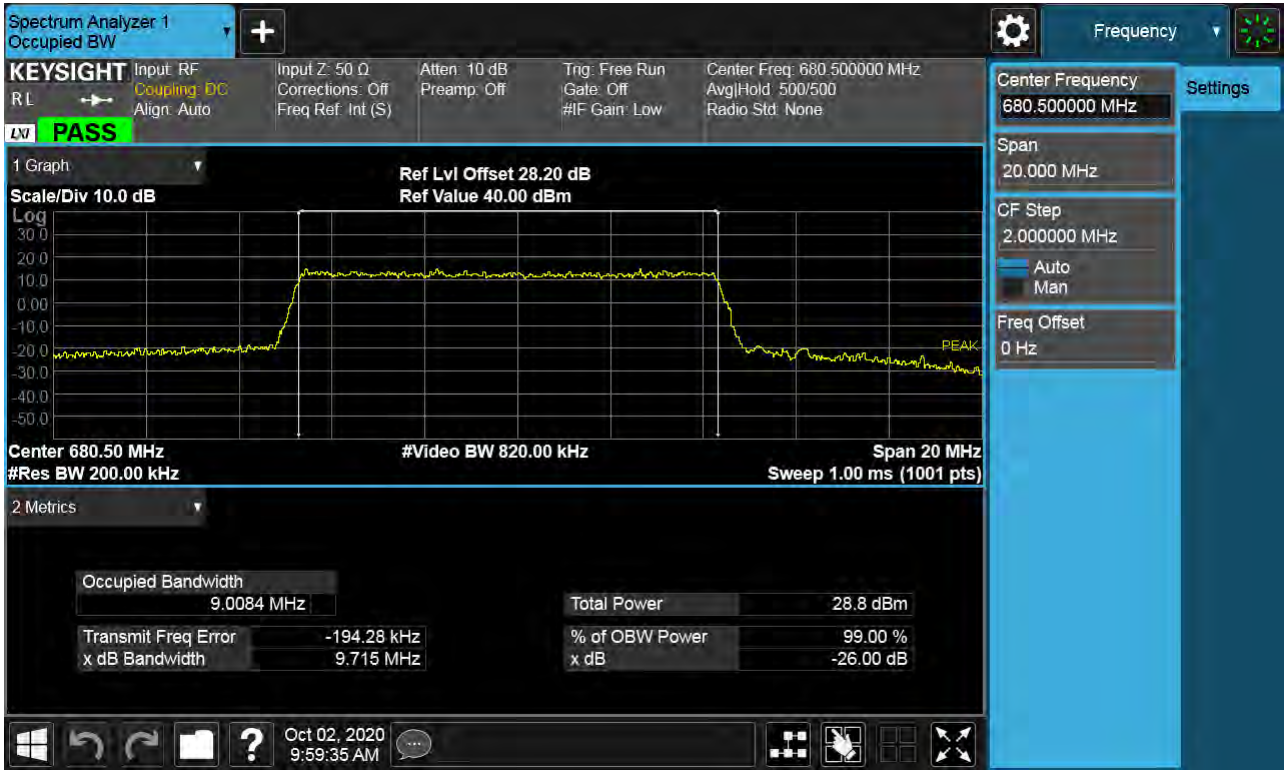 Spectrum Analyzer 1
Occupied BW
+
Frequency
KEYSIGHT
RL
LXI
PASS
Input: RF
Coupling: DC
Align: Auto
Input Z: 50 Ω
Corrections: Off
Freq Ref: Int (S)
Atten: 10 dB
Preamp: Off
Trig: Free Run
Gate: Off
#IF Gain: Low
Center Freq: 680.500000 MHz
Avg|Hold: 500/500
Radio Std: None
Center Frequency
680.500000 MHz
Settings
Span
20.000 MHz
CF Step
2.000000 MHz
Auto
Man
Freq Offset
0 Hz
1 Graph
Scale/Div 10.0 dB
Ref Lvl Offset 28.20 dB
Ref Value 40.00 dBm
Log
30.0
20.0
10.0
0.00
-10.0
-20.0
-30.0
-40.0
-50.0
PEAK
Center 680.50 MHz
#Video BW 820.00 kHz
Span 20 MHz
#Res BW 200.00 kHz
Sweep 1.00 ms (1001 pts)
2 Metrics
Occupied Bandwidth
9.0084 MHz
Total Power 28.8 dBm
Transmit Freq Error -194.28 kHz
% of OBW Power 99.00 %
x dB Bandwidth 9.715 MHz
x dB -26.00 dB
?
Oct 02, 2020
9:59:35 AM